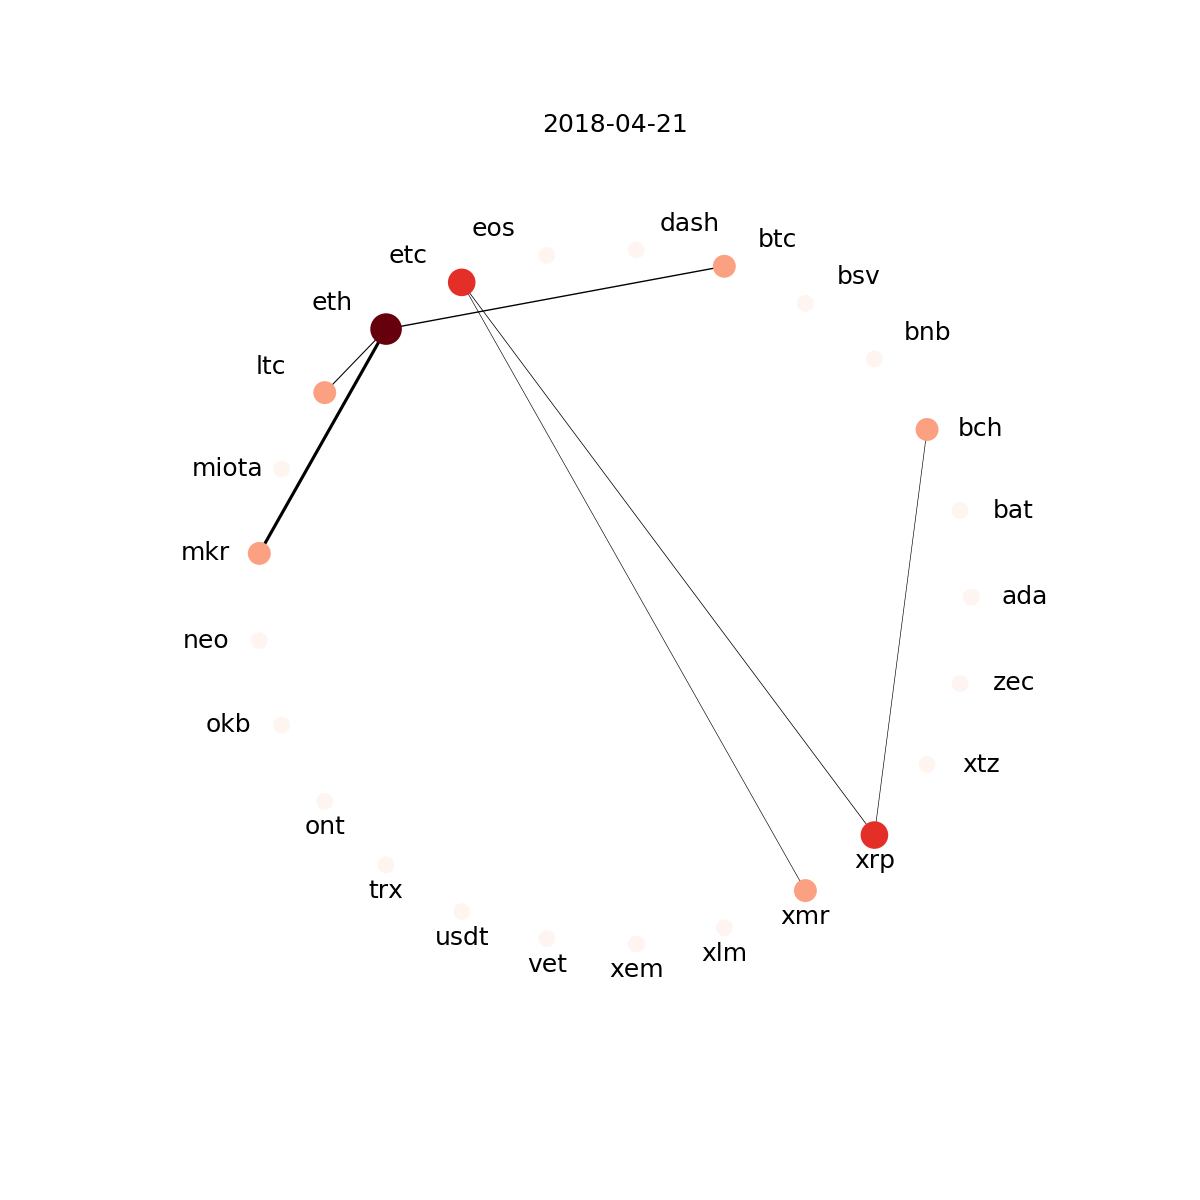 2018-04-21
dash
eos
btc
etc
bsv
eth
bnb
ltc
bch
miota
bat
mkr
ada
neo
zec
okb
xtz
ont
xrp
trx
xmr
usdt
xlm
vet
xem